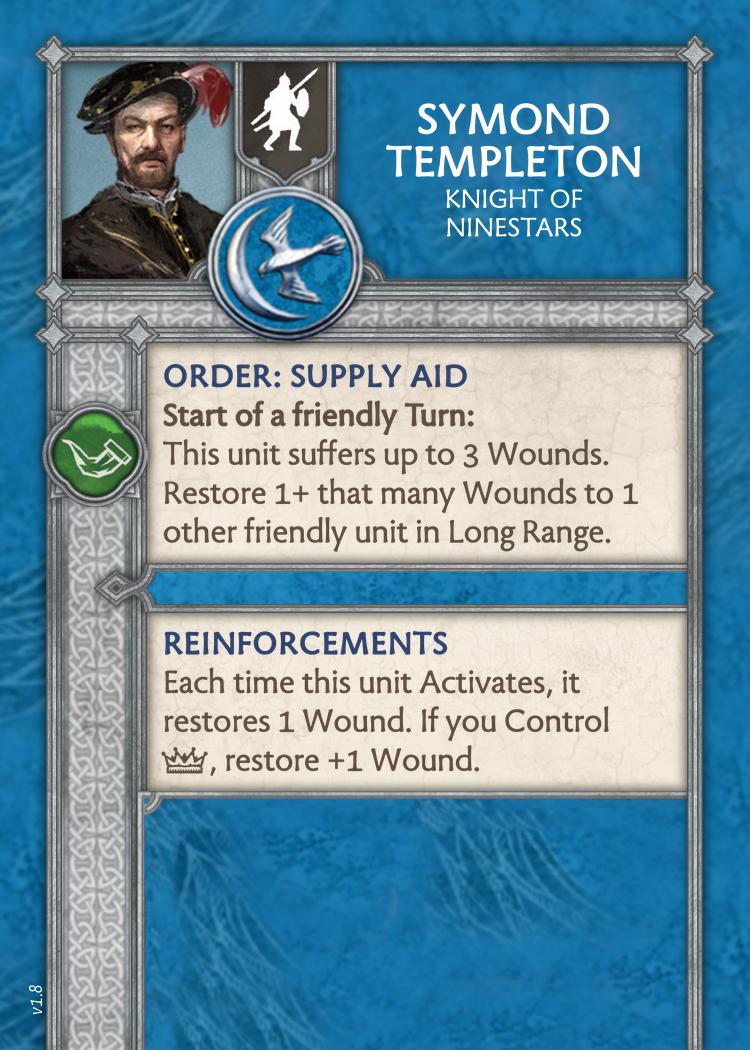 SYMOND
TEMPLETON
KNIGHT OF
NINESTARS
ORDER: SUPPLY AID
Start of a friendly Turn:
This unit suffers up to 3 Wounds.
Restore 1+ that many Wounds to 1
other friendly unit in Long Range.
REINFORCEMENTS
Each time this unit Activates, it
restores 1 Wound. If you Control
, restore +1 Wound.
v1.8